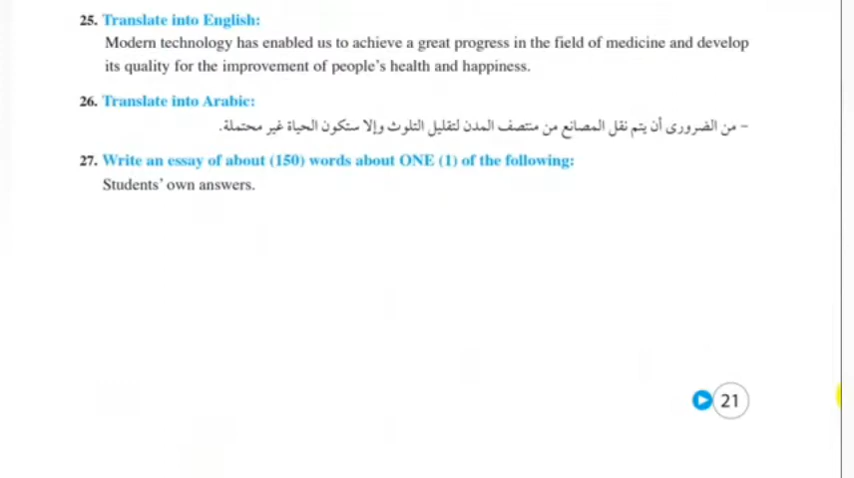 25. Translate into English:
Modern technology has enabled us to achieve a great progress in the field of medicine and develop
its quality for the improvement of people's health and happiness.
26. Translate into Arabic:
- من الضرورى أن يتم نقل المصانع من منتصف المدن لتقليل التلوث وإلا ستكون الحياة غير محتملة.
27. Write an essay of about (150) words about ONE (1) of the following:
Students' own answers.
21